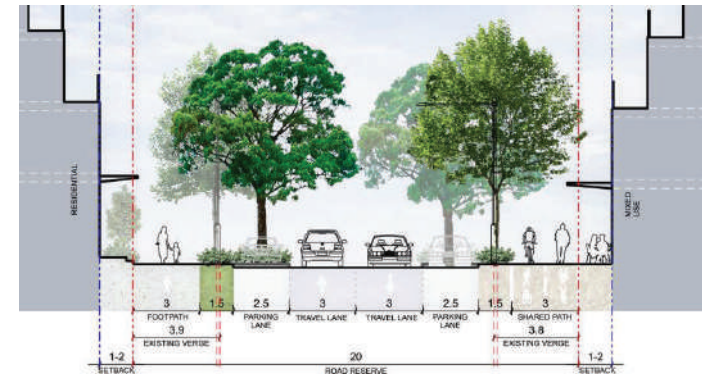 RESIDENTIAL
MIXED
USE
3
1.5
2.5
3
3
2.5
1.5
3
FOOTPATH
PARKING
LANE
TRAVEL LANE
TRAVEL LANE
PARKING
LANE
SHARED PATH
3.9
3.8
EXISTING VERGE
EXISTING VERGE
1-2
20
1-2
SETBACK
ROAD RESERVE
SETBACK